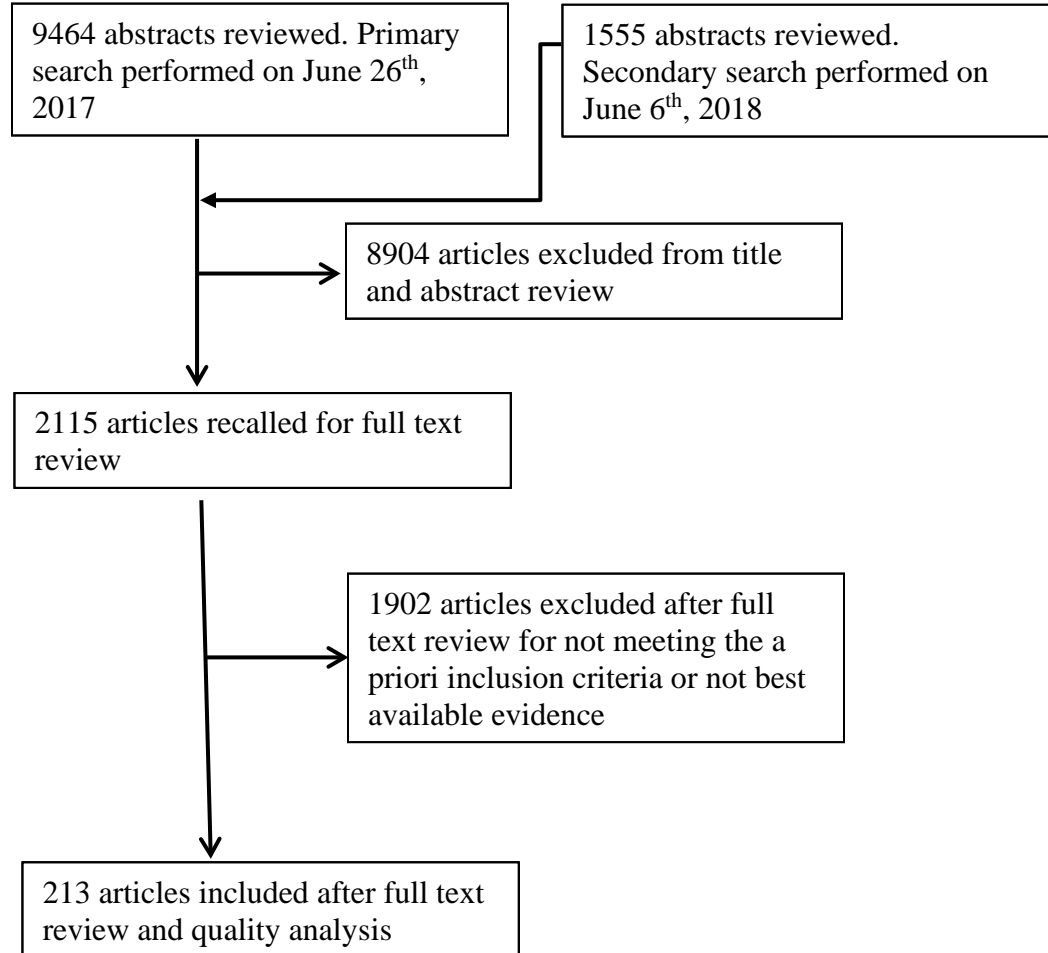 9464 abstracts reviewed. Primary
search performed on June 26th,
2017
1555 abstracts reviewed.
Secondary search performed on
June 6th, 2018
8904 articles excluded from title
and abstract review
2115 articles recalled for full text
review
1902 articles excluded after full
text review for not meeting the a
priori inclusion criteria or not best
available evidence
213 articles included after full text
review and quality analysis